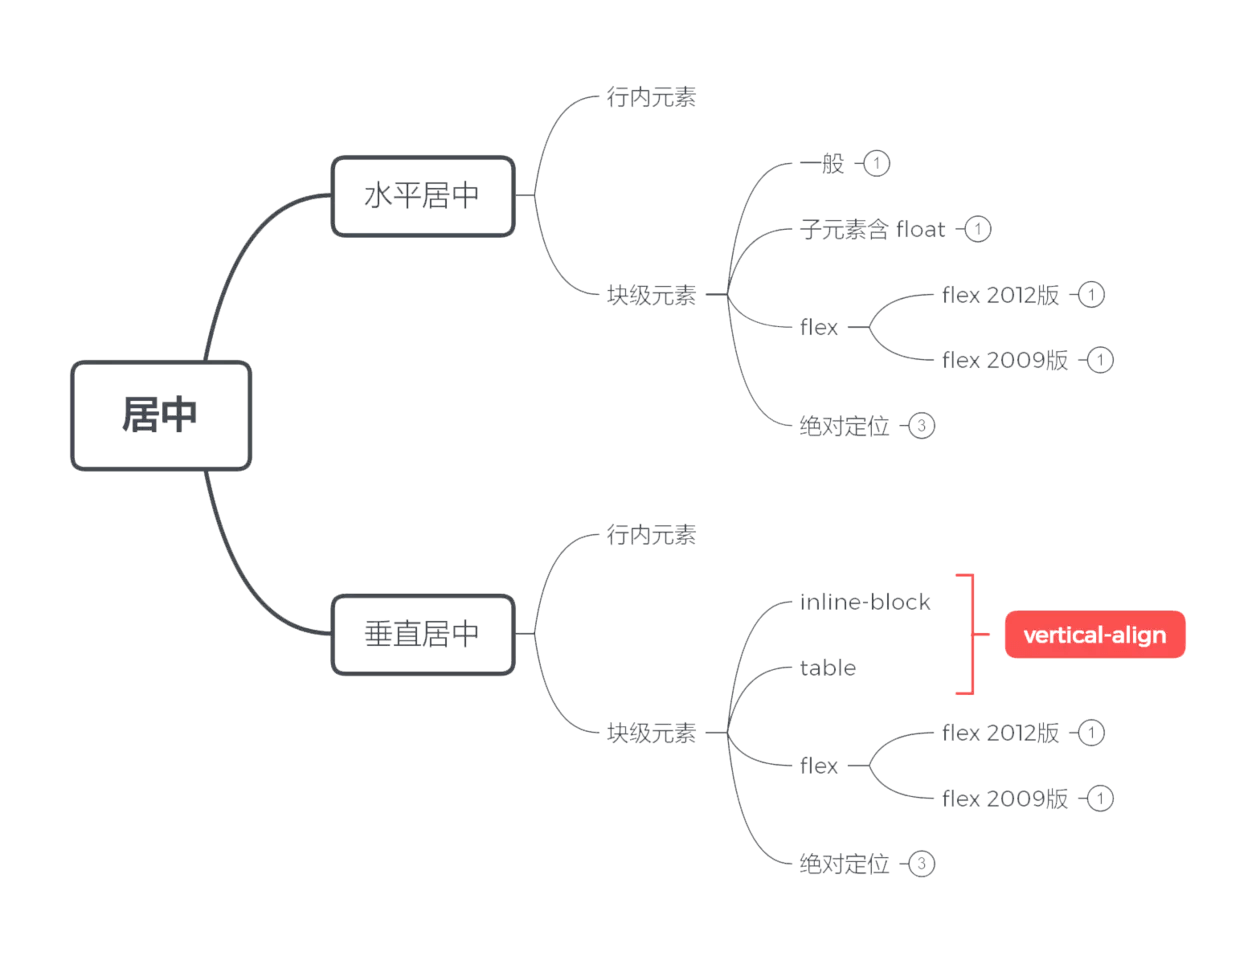 居中
水平居中
行内元素
块级元素
一般 1
子元素含 float 1
flex
flex 2012版 1
flex 2009版 1
绝对定位 3
垂直居中
行内元素
块级元素
inline-block
table
vertical-align
flex
flex 2012版 1
flex 2009版 1
绝对定位 3